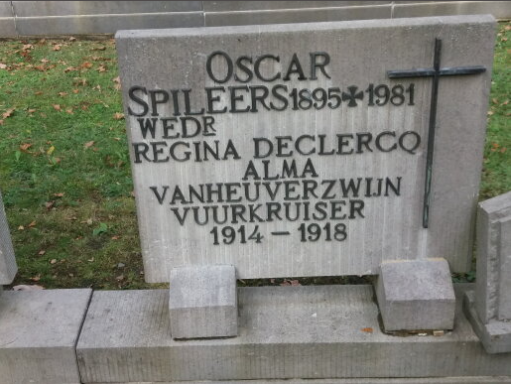 OSCAR
SPILEERS 1895✚1981
WEDR
REGINA DECLERCQ
ALMA
VANHEUVERZWIJN
VUURKRUISER
1914 – 1918